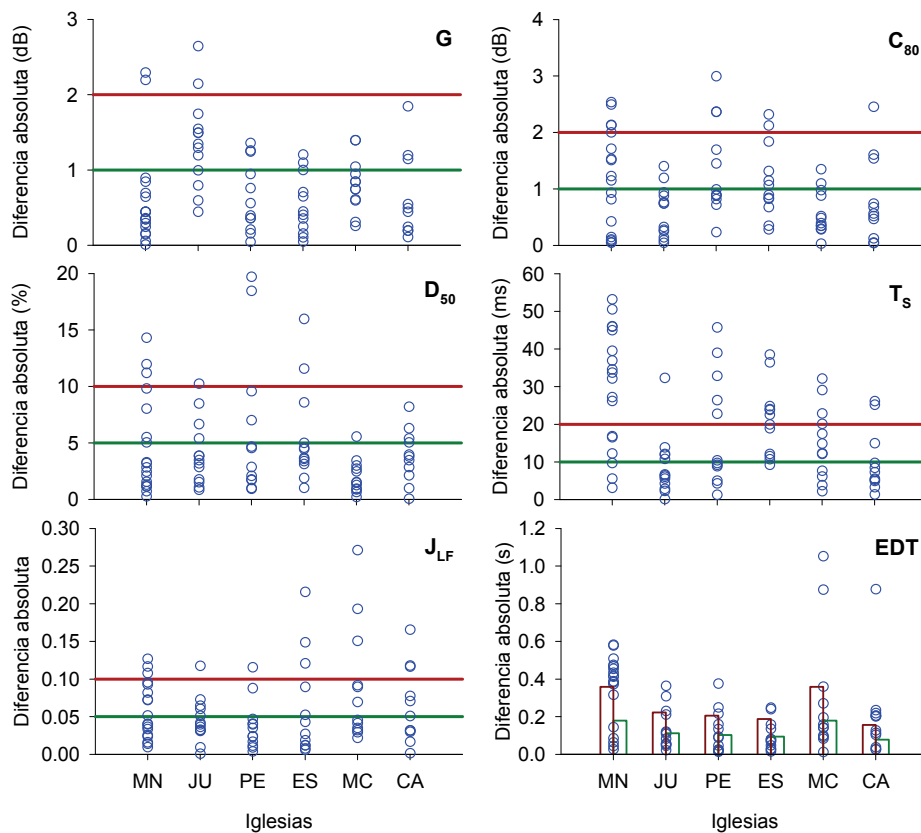 G
Diferencia absoluta (dB)
3
2
1
0
C80
Diferencia absoluta (dB)
4
3
2
1
0
D50
Diferencia absoluta (%)
20
15
10
5
0
TS
Diferencia absoluta (ms)
60
50
40
30
20
10
0
JLF
Diferencia absoluta
0.30
0.25
0.20
0.15
0.10
0.05
0.00
MN JU PE ES MC CA
Iglesias
EDT
Diferencia absoluta (s)
1.2
1.0
0.8
0.6
0.4
0.2
0.0
MN JU PE ES MC CA
Iglesias